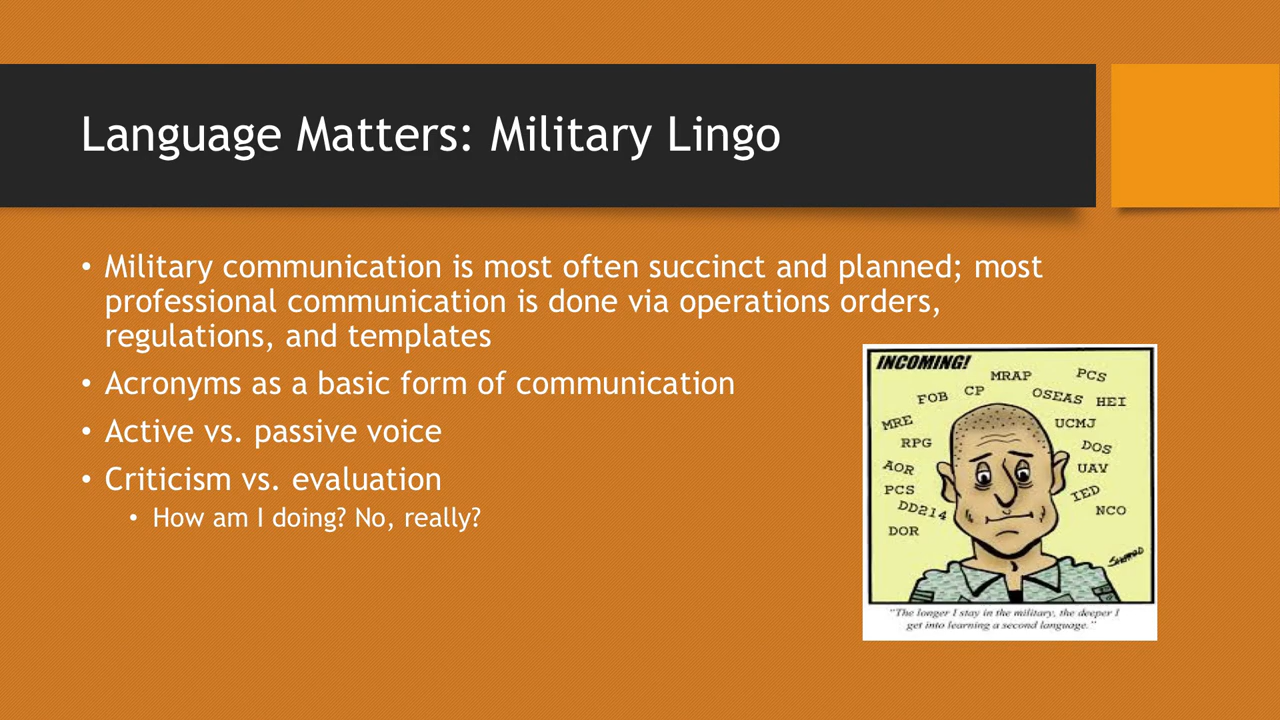 Language Matters: Military Lingo
• Military communication is most often succinct and planned; most
professional communication is done via operations orders,
regulations, and templates
• Acronyms as a basic form of communication
• Active vs. passive voice
• Criticism vs. evaluation
• How am I doing? No, really?
INCOMING!
MRAP
PCS
FOB
CP
OSEAS
HEI
MRE
UCMJ
RPG
DOS
AOR
UAV
PCS
IED
DD214
NCO
DOR
"The longer I stay in the military, the deeper I
get into learning a second language."